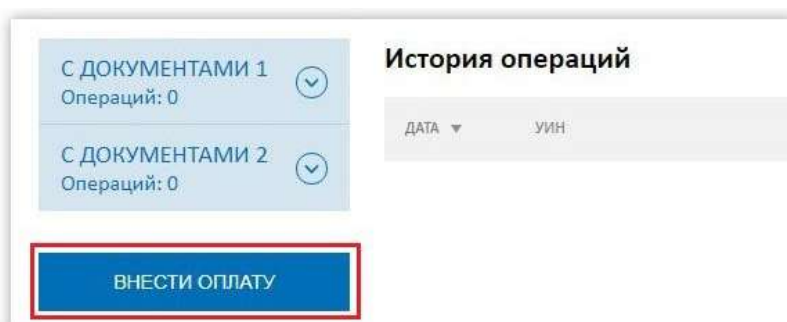 С ДОКУМЕНТАМИ 1
Операций: 0
С ДОКУМЕНТАМИ 2
Операций: 0
ВНЕСТИ ОПЛАТУ
История операций
ДАТА УИН